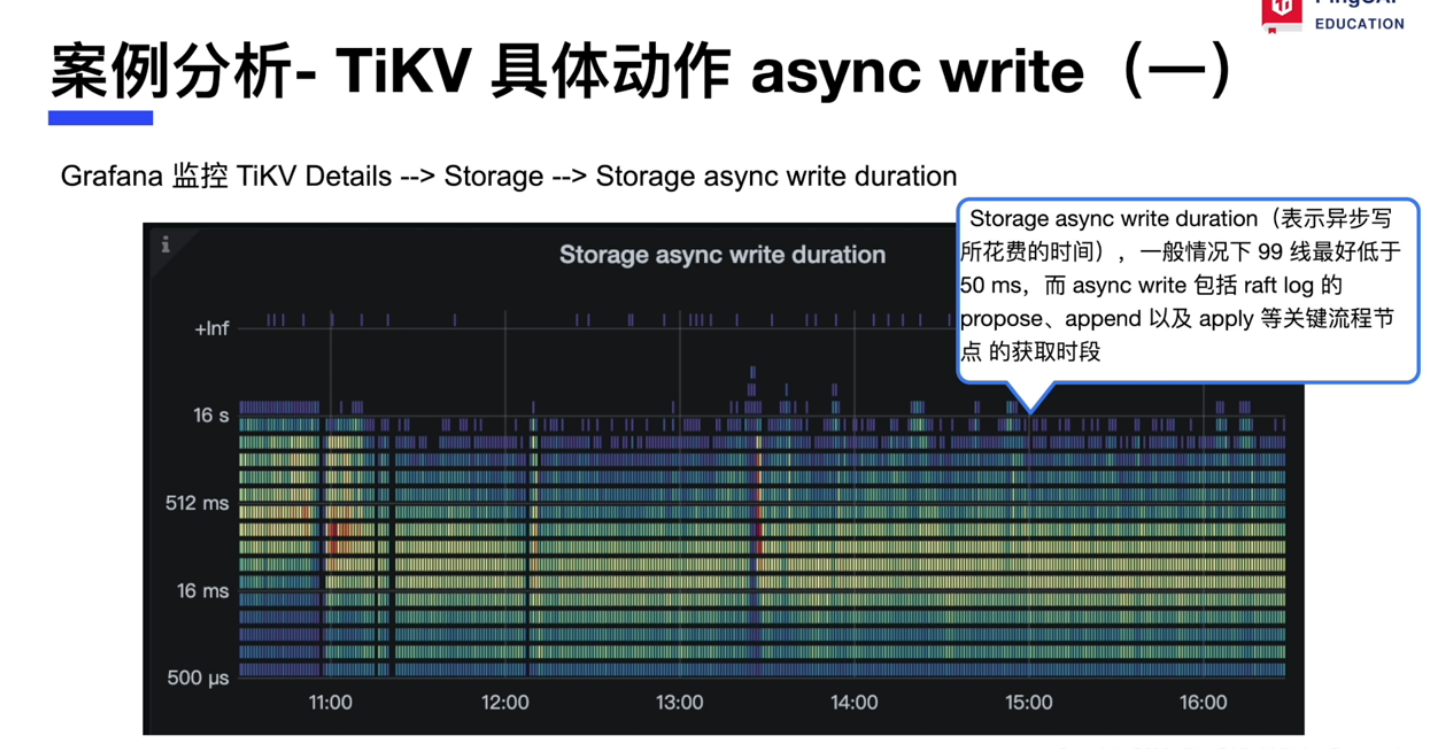 EDUCATION
案例分析- TiKV 具体动作 async write（一）
Grafana 监控 TiKV Details --> Storage --> Storage async write duration
Storage async write duration（表示异步写
所花费的时间），一般情况下 99 线最好低于
50 ms，而 async write 包括 raft log 的
propose、append 以及 apply 等关键流程节
点 的获取时段
i
Storage async write duration
+Inf
16 s
512 ms
16 ms
500 µs
11:00
12:00
13:00
14:00
15:00
16:00